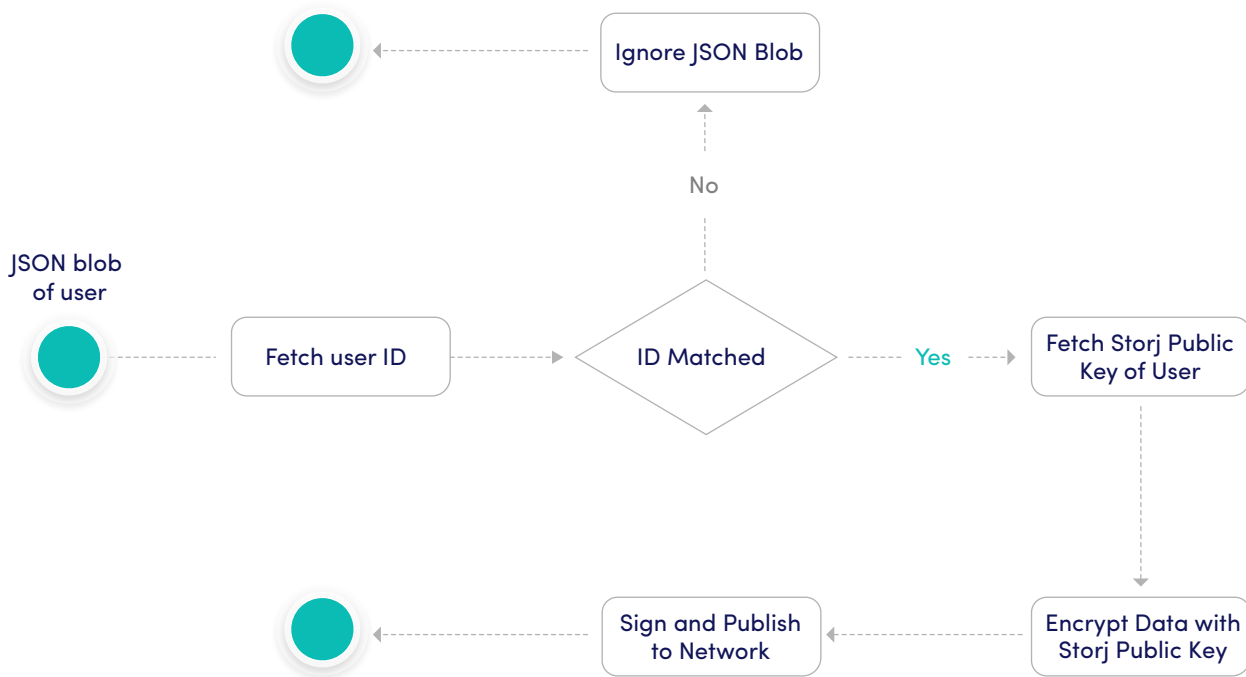 Ignore JSON Blob
No
JSON blob
of user
Fetch user ID
ID Matched
Yes
Fetch Storj Public
Key of User
Sign and Publish
to Network
Encrypt Data with
Storj Public Key